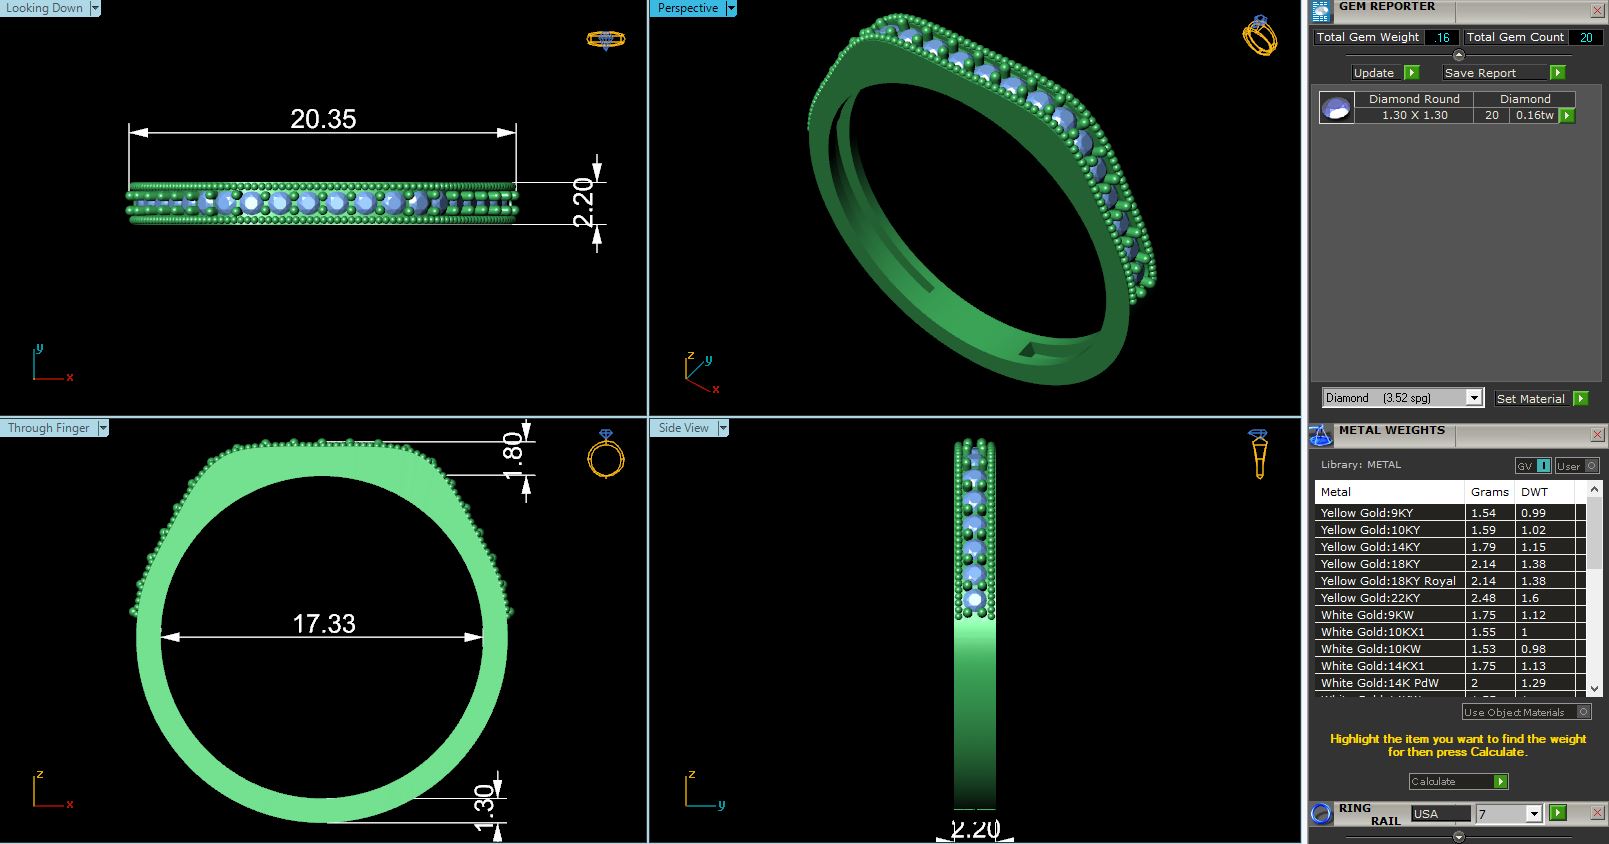 Looking Down
20.35
2.20
y
x
Perspective
z
y
x
Through Finger
1.80
17.33
1.30
z
x
Side View
z
y
2.20
GEM REPORTER
Total Gem Weight .16 Total Gem Count 20
Update Save Report
Diamond Round Diamond
1.30 X 1.30 20 0.16tw
Diamond (3.52 spg) Set Material
METAL WEIGHTS
Library: METAL GV I User O
Metal Grams DWT
Yellow Gold:9KY 1.54 0.99
Yellow Gold:10KY 1.59 1.02
Yellow Gold:14KY 1.79 1.15
Yellow Gold:18KY 2.14 1.38
Yellow Gold:18KY Royal 2.14 1.38
Yellow Gold:22KY 2.48 1.6
White Gold:9KW 1.75 1.12
White Gold:10KX1 1.55 1
White Gold:10KW 1.53 0.98
White Gold:14KX1 1.75 1.13
White Gold:14K PdW 2 1.29
Use Object Materials O
Highlight the item you want to find the weight
for then press Calculate.
Calculate
RING
RAIL USA 7